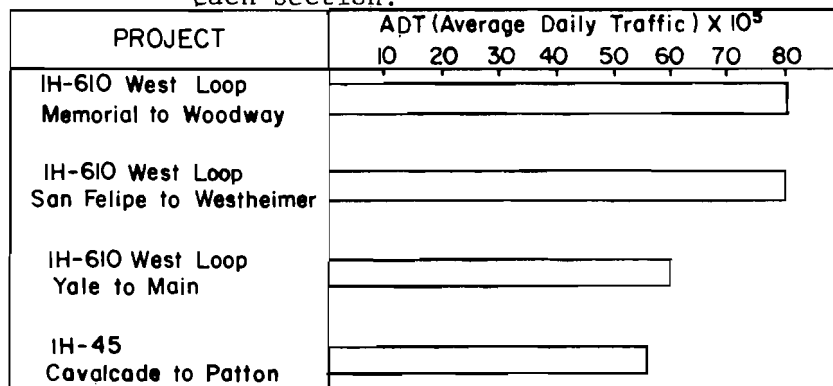 each section.
PROJECT
ADT (Average Daily Traffic) X 10³
10 20 30 40 50 60 70 80
IH-610 West Loop
Memorial to Woodway
IH-610 West Loop
San Felipe to Westheimer
IH-610 West Loop
Yale to Main
IH-45
Cavalcade to Patton